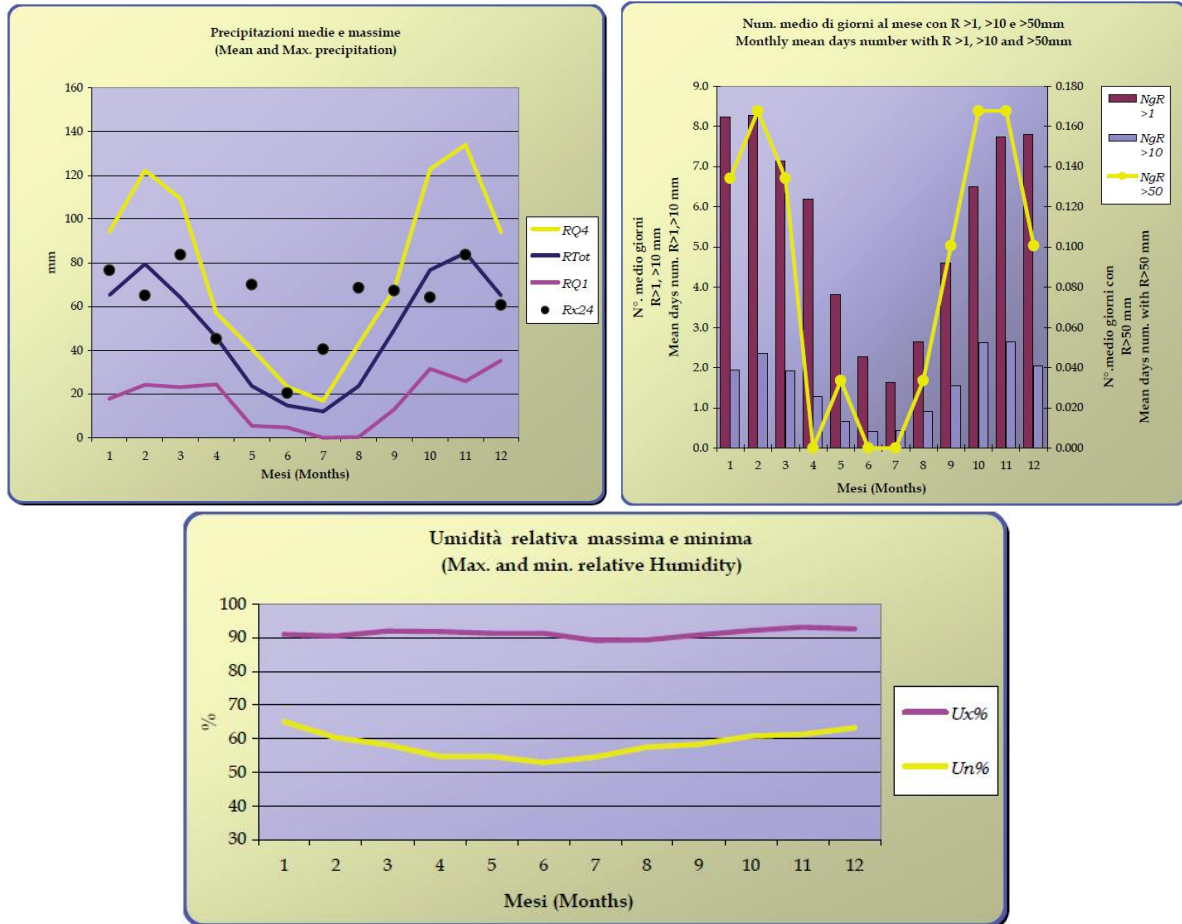 Precipitazioni medie e massime
(Mean and Max. precipitation)
160
140
120
100
80
60
40
20
0
mm
1 2 3 4 5 6 7 8 9 10 11 12
Mesi (Months)
RQ4
RTot
RQ1
Rx24
Num. medio di giorni al mese con R >1, >10 e >50mm
Monthly mean days number with R >1, >10 and >50mm
9.0
8.0
7.0
6.0
5.0
4.0
3.0
2.0
1.0
0.0
N°. medio giorni
R>1, >10 mm
Mean days num. R>1,>10 mm
1 2 3 4 5 6 7 8 9 10 11 12
Mesi (Months)
0.180
0.160
0.140
0.120
0.100
0.080
0.060
0.040
0.020
0.000
N°.medio giorni con
R>50 mm
Mean days num. with R>50 mm
NgR
>1
NgR
>10
NgR
>50
Umidità relativa massima e minima
(Max. and min. relative Humidity)
100
90
80
70
60
50
40
30
%
1 2 3 4 5 6 7 8 9 10 11 12
Mesi (Months)
Ux%
Un%